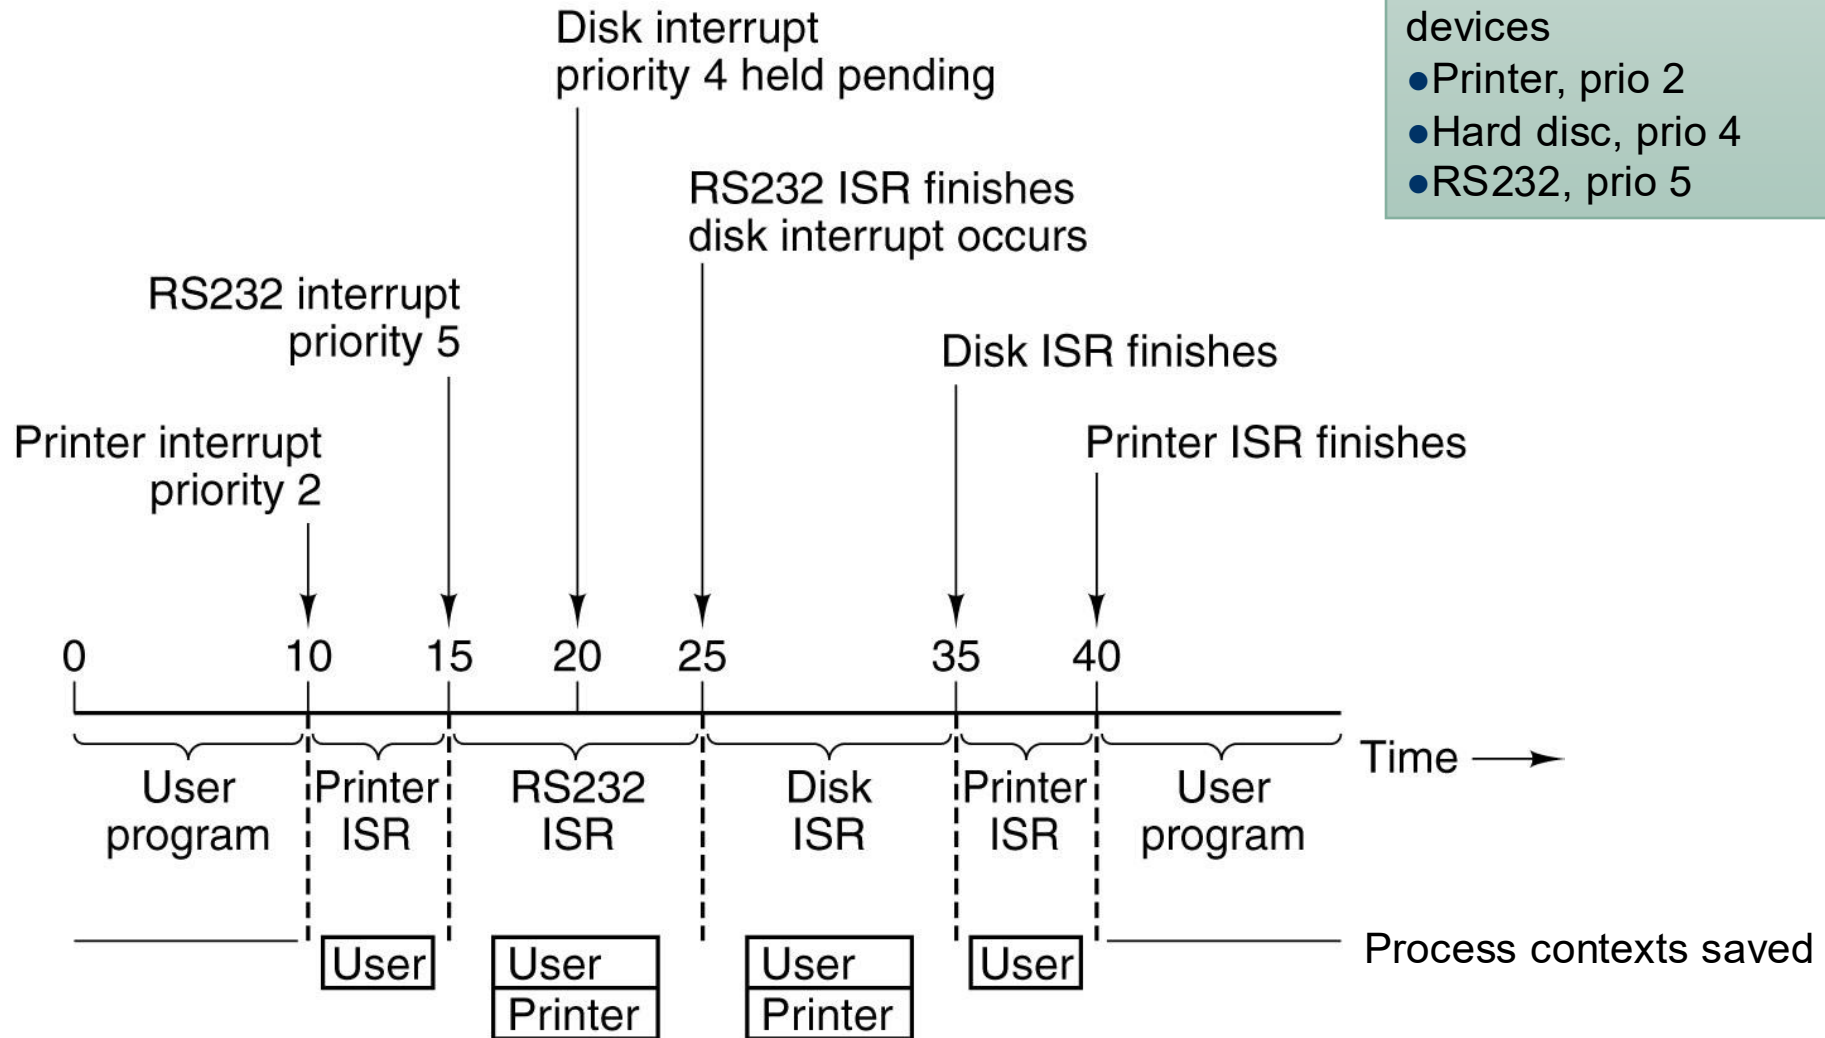 Disk interrupt
priority 4 held pending
devices
●Printer, prio 2
●Hard disc, prio 4
●RS232, prio 5
RS232 ISR finishes
disk interrupt occurs
RS232 interrupt
priority 5
Disk ISR finishes
Printer interrupt
priority 2
Printer ISR finishes
0 10 15 20 25 35 40
Time
User
program
Printer
ISR
RS232
ISR
Disk
ISR
Printer
ISR
User
program
Process contexts saved
User
User
Printer
User
Printer
User